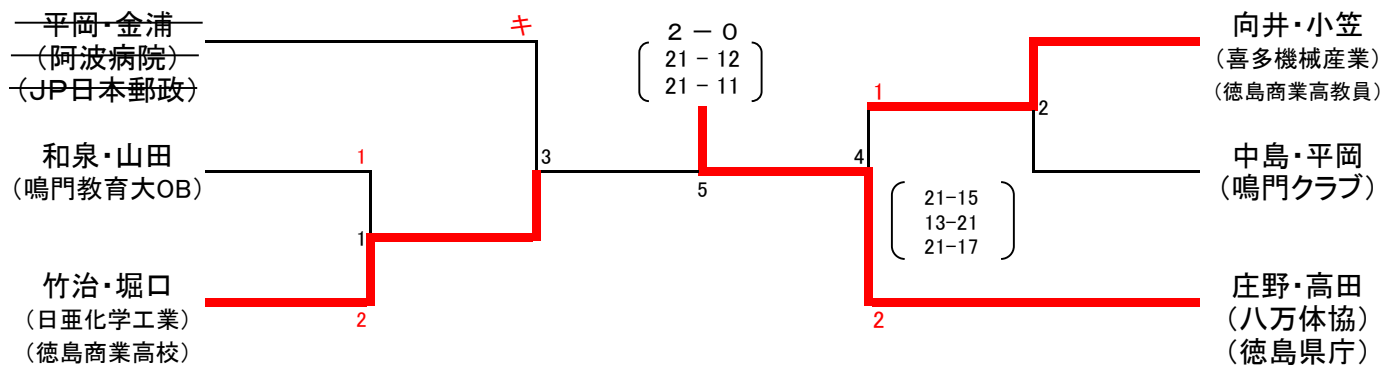 平岡・金浦
（阿波病院）
（JP日本郵政）
キ
和泉・山田
（鳴門教育大OB）
1
3
1
竹治・堀口
（日亜化学工業）
（徳島商業高校）
2
2 － 0
21 － 12
21 － 11
5
1
4
2
21-15
13-21
21-17
2
向井・小笠
（喜多機械産業）
（徳島商業高教員）
中島・平岡
（鳴門クラブ）
庄野・高田
（八万体協）
（徳島県庁）